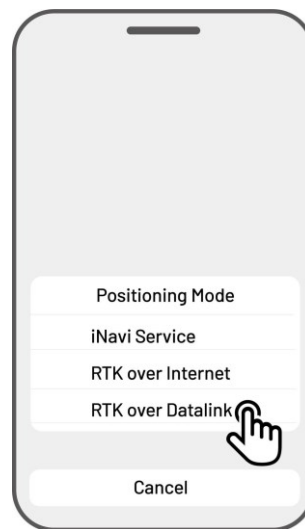 Positioning Mode
iNavi Service
RTK over Internet
RTK over Datalink
Cancel